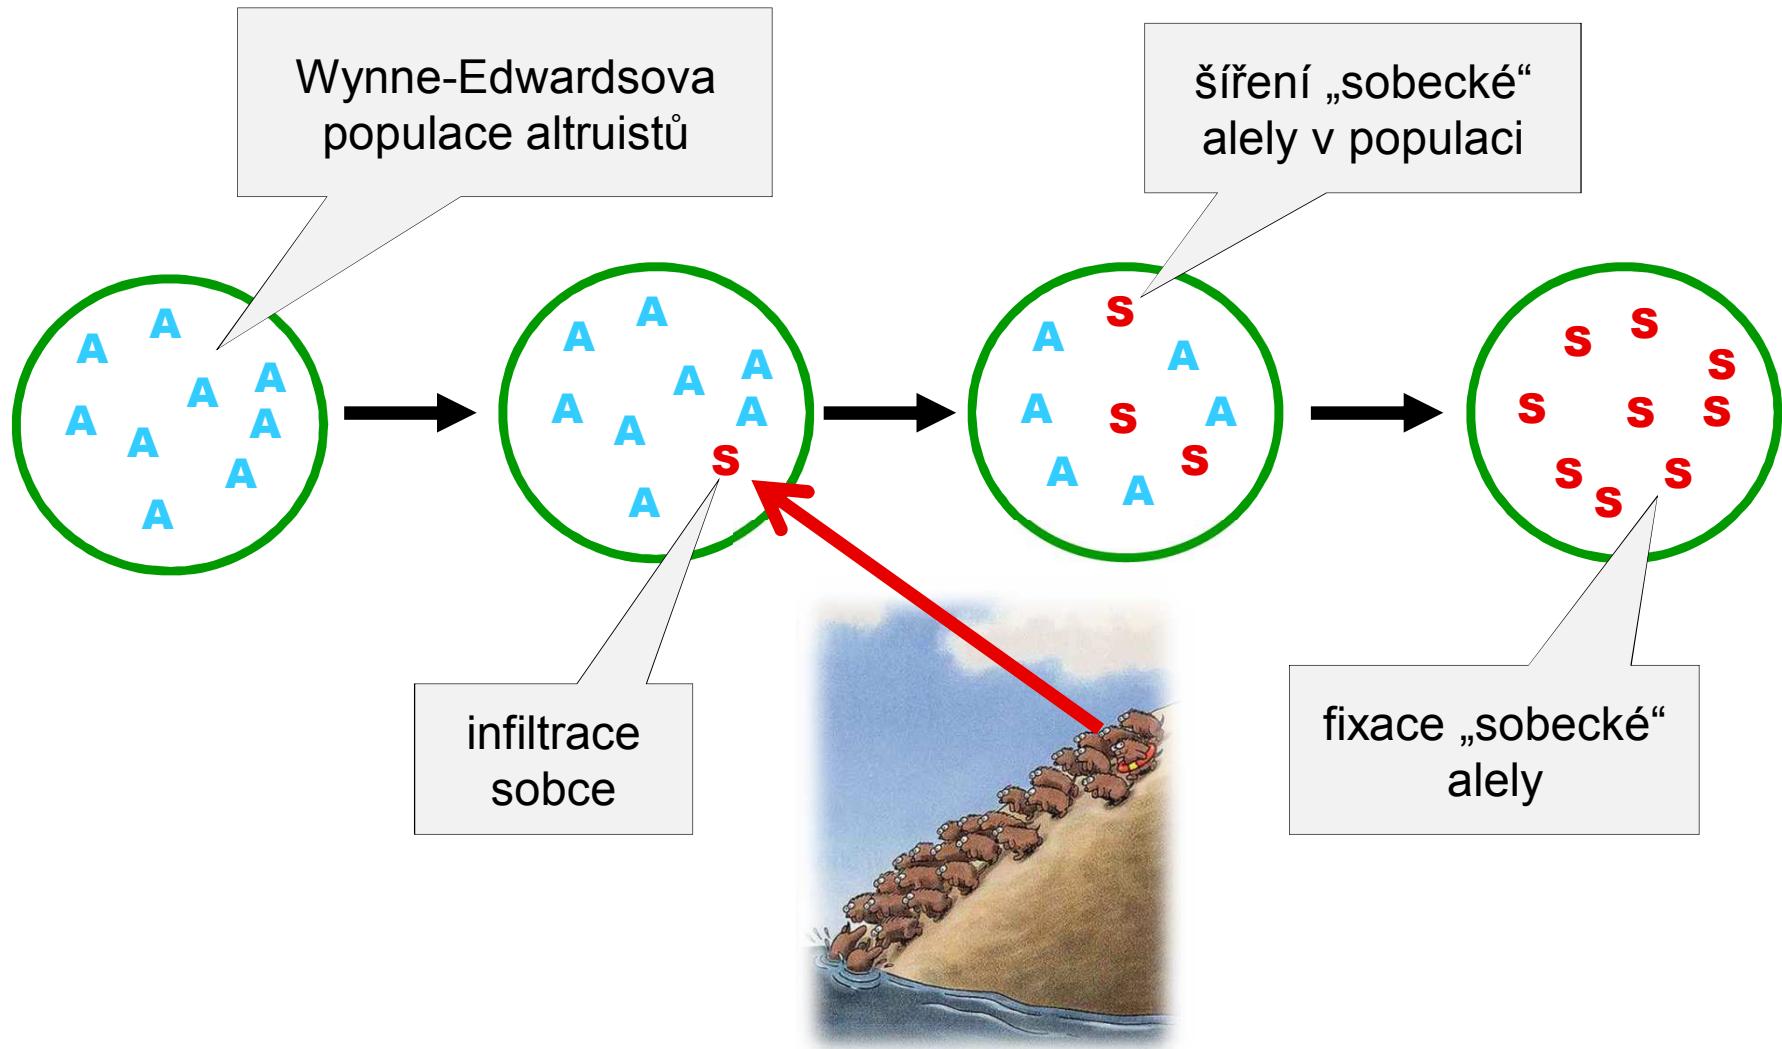 Wynne-Edwardsova
populace altruistů
šíření „sobecké“
alely v populaci
A A A A A A A A A A
A A A A A A A A A S
S A A A S A S A A
S S S S S S S S S
infiltrace
sobce
fixace „sobecké“
alely